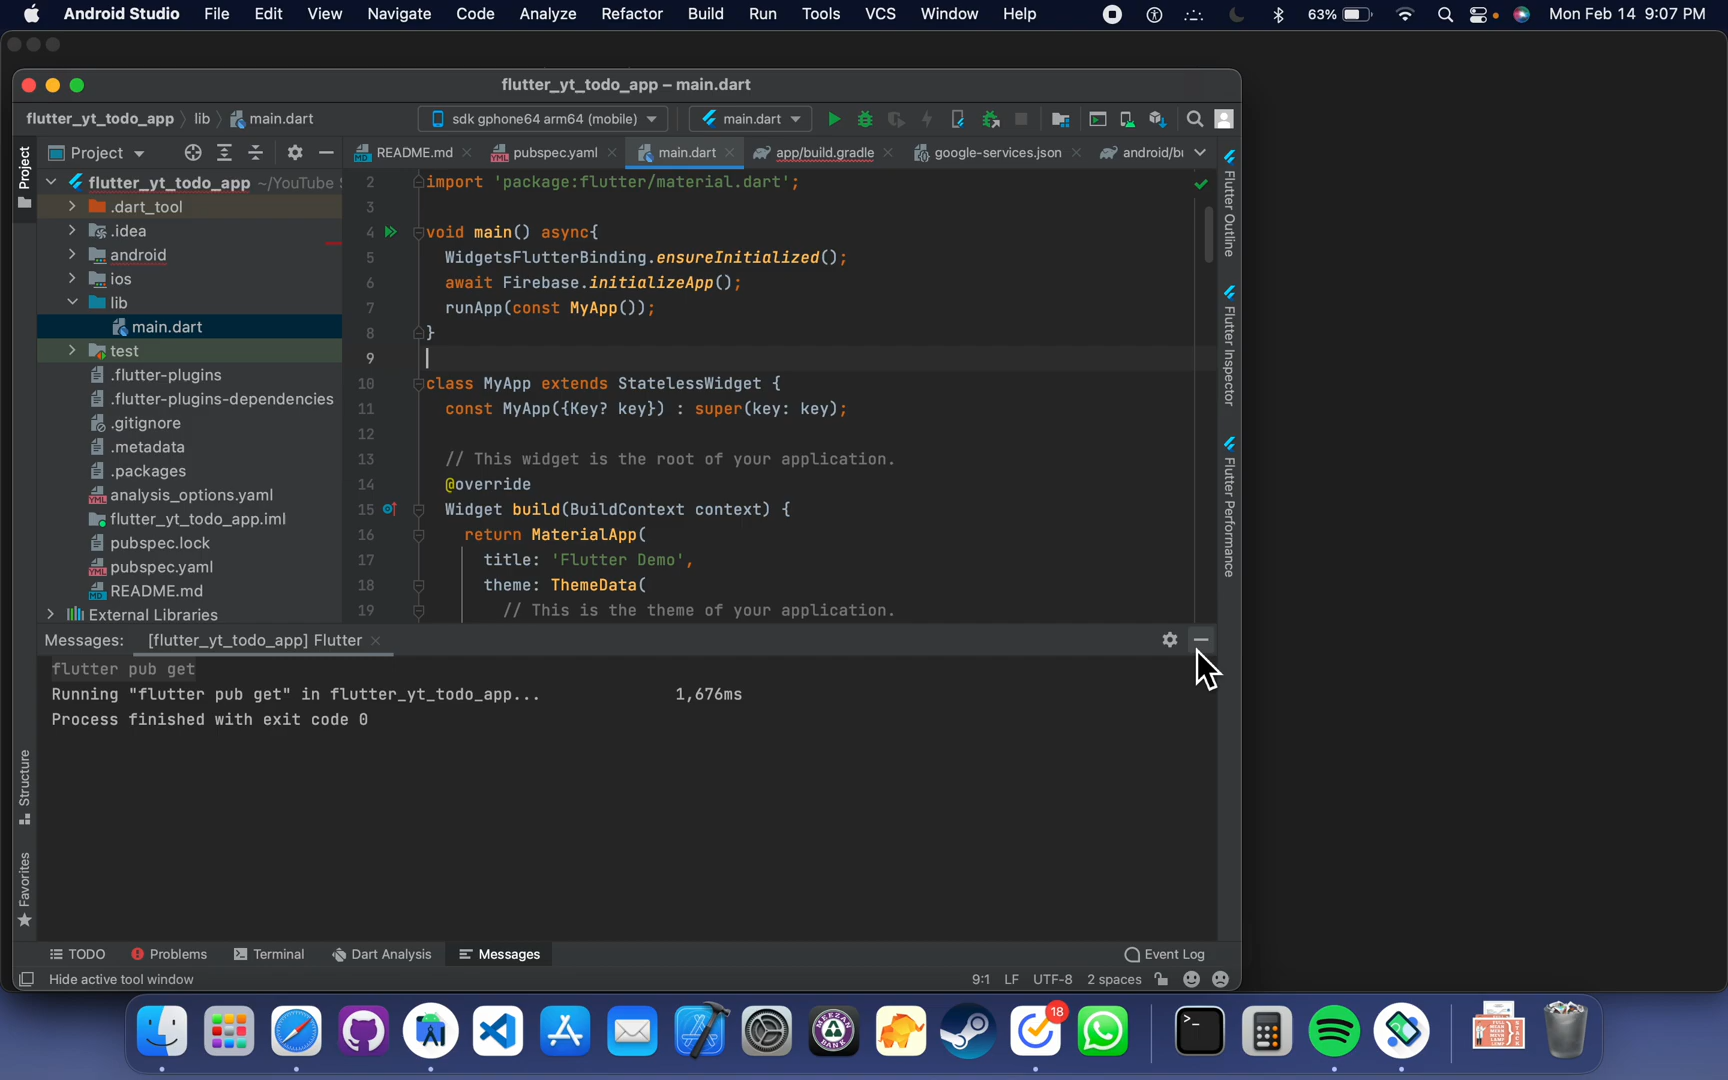 Android Studio File Edit View Navigate Code Analyze Refactor Build Run Tools VCS Window Help 63% Mon Feb 14 9:07 PM
flutter_yt_todo_app – main.dart
flutter_yt_todo_app lib main.dart sdk gphone64 arm64 (mobile) main.dart
Project README.md pubspec.yaml main.dart app/build.gradle google-services.json android/bu
Project
flutter_yt_todo_app ~/YouTube
.dart_tool
.idea
android
ios
lib
main.dart
test
.flutter-plugins
.flutter-plugins-dependencies
.gitignore
.metadata
.packages
analysis_options.yaml
flutter_yt_todo_app.iml
pubspec.lock
pubspec.yaml
README.md
External Libraries
2 import 'package:flutter/material.dart';
3
4 void main() async{
5 WidgetsFlutterBinding.ensureInitialized();
6 await Firebase.initializeApp();
7 runApp(const MyApp());
8 }
9
10 class MyApp extends StatelessWidget {
11 const MyApp({Key? key}) : super(key: key);
12
13 // This widget is the root of your application.
14 @override
15 Widget build(BuildContext context) {
16 return MaterialApp(
17 title: 'Flutter Demo',
18 theme: ThemeData(
19 // This is the theme of your application.
Flutter Outline
Flutter Inspector
Flutter Performance
Messages: [flutter_yt_todo_app] Flutter
flutter pub get
Running "flutter pub get" in flutter_yt_todo_app... 1,676ms
Process finished with exit code 0
Structure
Favorites
TODO Problems Terminal Dart Analysis Messages Event Log
Hide active tool window 9:1 LF UTF-8 2 spaces
MEEZAN BANK
18